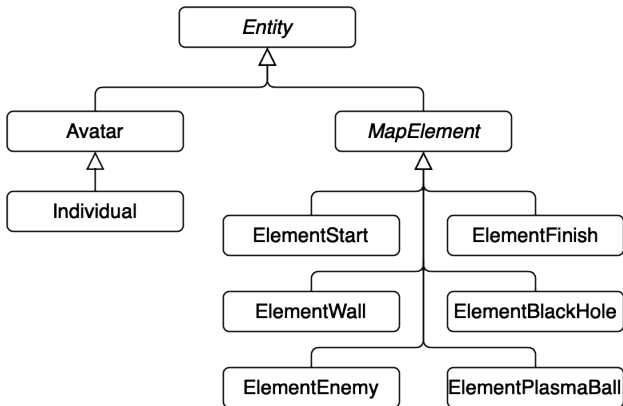 Entity
Avatar
MapElement
Individual
ElementStart
ElementFinish
ElementWall
ElementBlackHole
ElementEnemy
ElementPlasmaBall